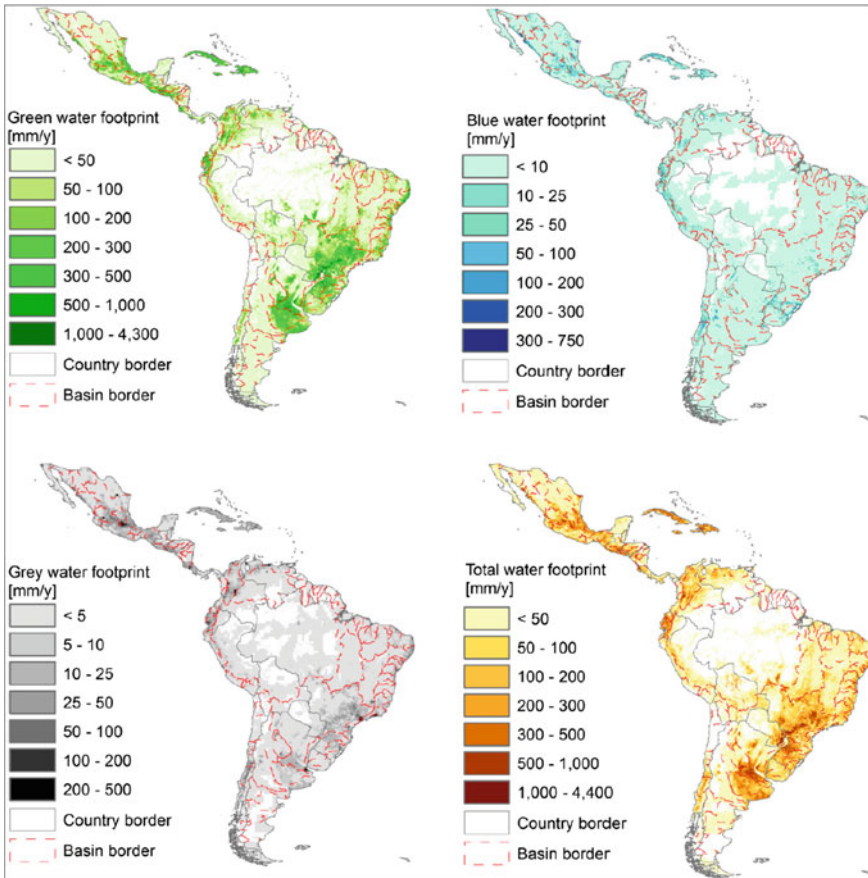 Green water footprint
[mm/y]
< 50
50 - 100
100 - 200
200 - 300
300 - 500
500 - 1,000
1,000 - 4,300
Country border
Basin border
Blue water footprint
[mm/y]
< 10
10 - 25
25 - 50
50 - 100
100 - 200
200 - 300
300 - 750
Country border
Basin border
Grey water footprint
[mm/y]
< 5
5 - 10
10 - 25
25 - 50
50 - 100
100 - 200
200 - 500
Country border
Basin border
Total water footprint
[mm/y]
< 50
50 - 100
100 - 200
200 - 300
300 - 500
500 - 1,000
1,000 - 4,400
Country border
Basin border